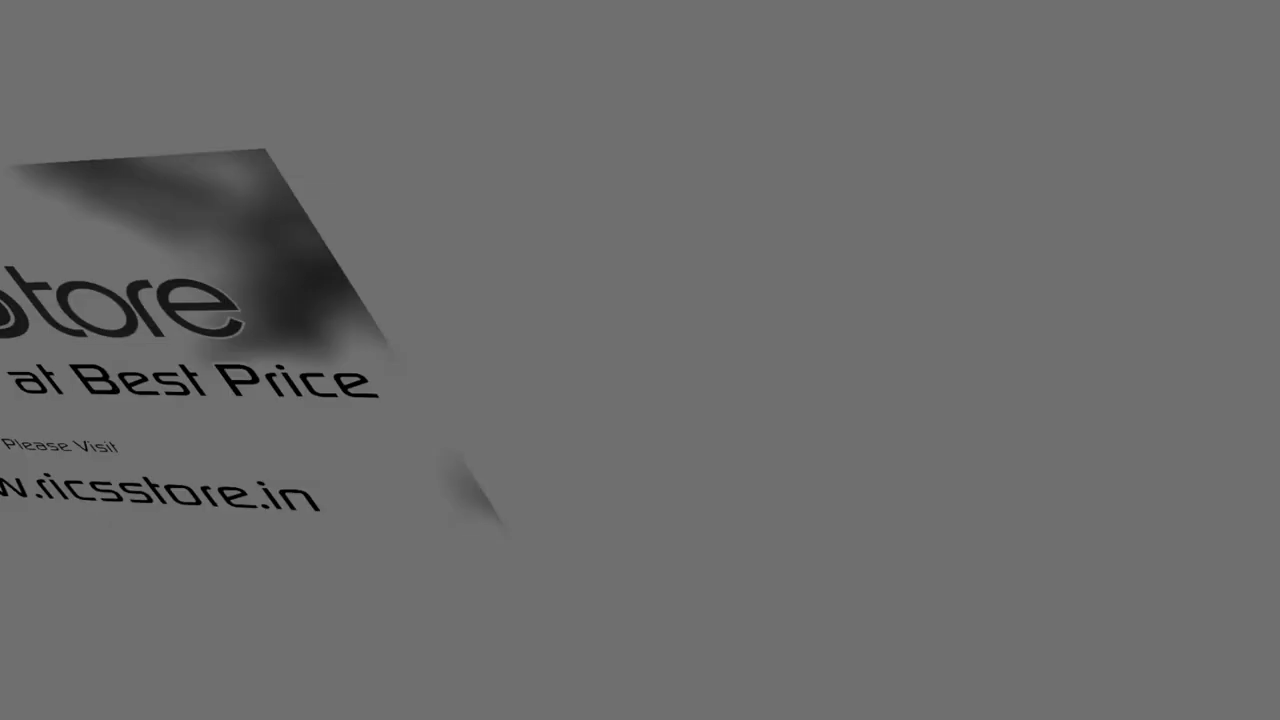 store
at Best Price
Please Visit
w.ricsstore.in